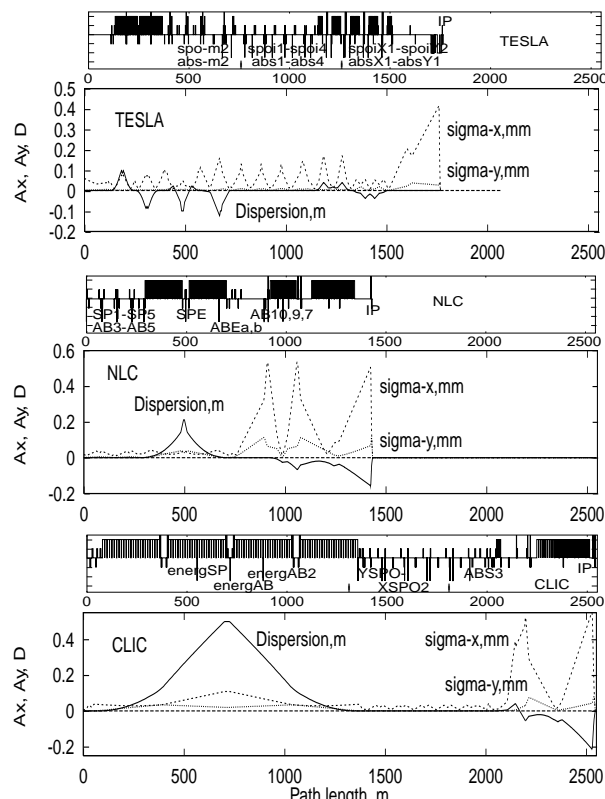 IP
spo-m2 spoi1-spoi4 spoiX1-spoiY2 TESLA
abs-m2 abs1-abs4 absX1-absY1
0 500 1000 1500 2000 2500
0.5
0.4
0.3
0.2
0.1
0
-0.1
-0.2
Ax, Ay, D
TESLA
sigma-x,mm
sigma-y,mm
Dispersion,m
0 500 1000 1500 2000 2500
SP1-SP5 SPE AB10,9,7 IP NLC
AB3-AB5 ABEa,b
0 500 1000 1500 2000 2500
0.6
0.4
0.2
0
-0.2
Ax, Ay, D
NLC
Dispersion,m
sigma-x,mm
sigma-y,mm
0 500 1000 1500 2000 2500
energSP energAB2 YSPO- ABS3 IP
energAB XSPO2 CLIC
0 500 1000 1500 2000 2500
0.4
0.2
0
-0.2
Ax, Ay, D
CLIC
Dispersion,m
sigma-x,mm
sigma-y,mm
0 500 1000 1500 2000 2500
Path length, m